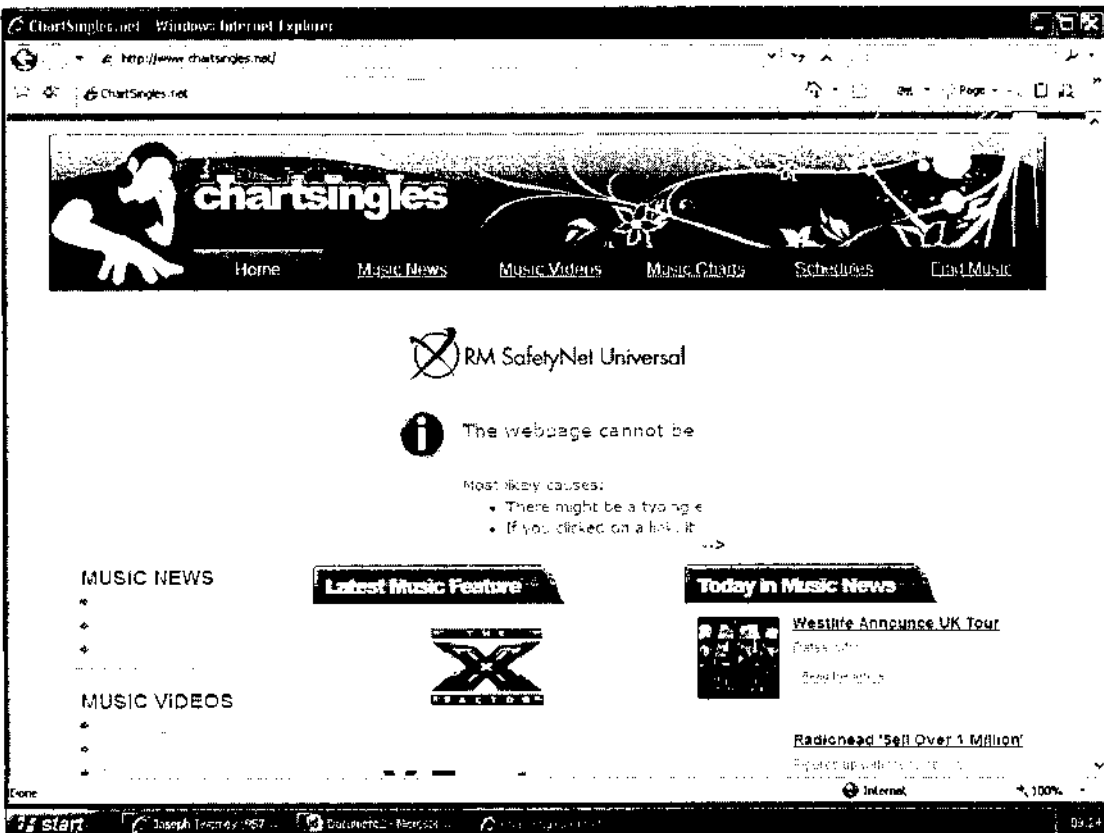 ChartSingles.net - Windows Internet Explorer
http://www.chartsingles.net/
ChartSingles.net
Page
chartsingles
Home Music News Music Videos Music Charts Schedules Find Music
RM SafetyNet Universal
The webpage cannot be
Most likely causes:
There might be a typing e
If you clicked on a link, it
-->
MUSIC NEWS
MUSIC VIDEOS
Latest Music Feature
THE
X
FACTOR
Today in Music News
Westlife Announce UK Tour
Radiohead 'Sell Over 1 Million'
Done
Internet
100%
start
09:24